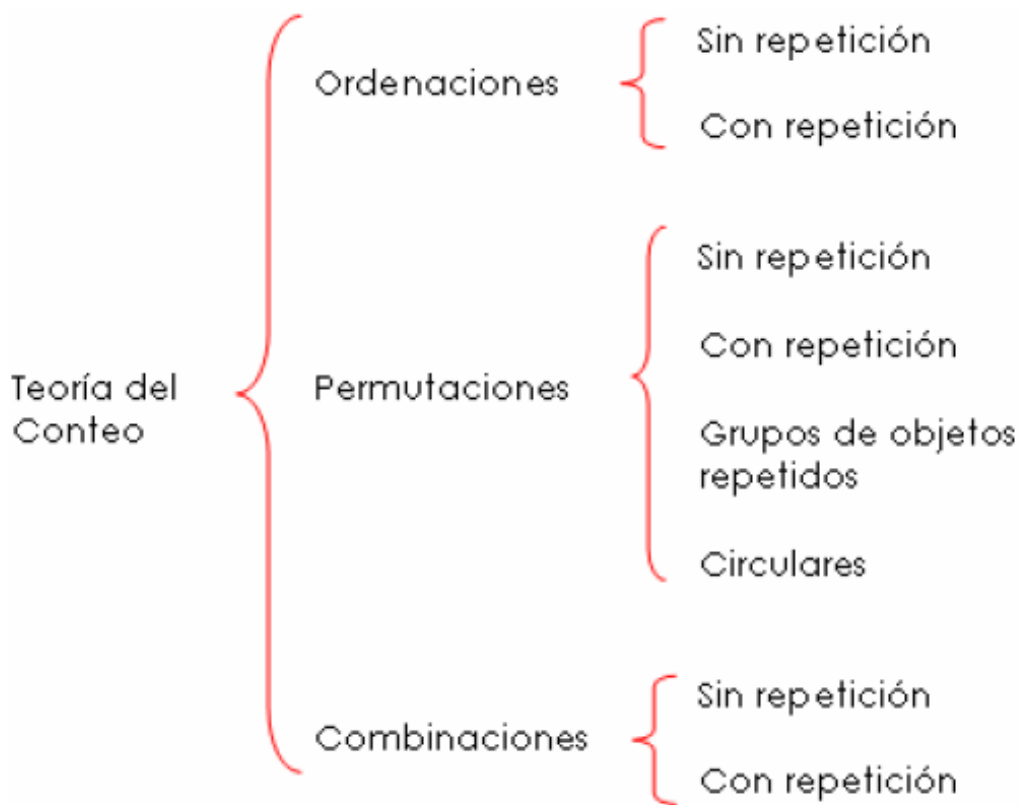 Teoría del
Conteo
Ordenaciones
Sin repetición
Con repetición
Permutaciones
Sin repetición
Con repetición
Grupos de objetos
repetidos
Circulares
Combinaciones
Sin repetición
Con repetición